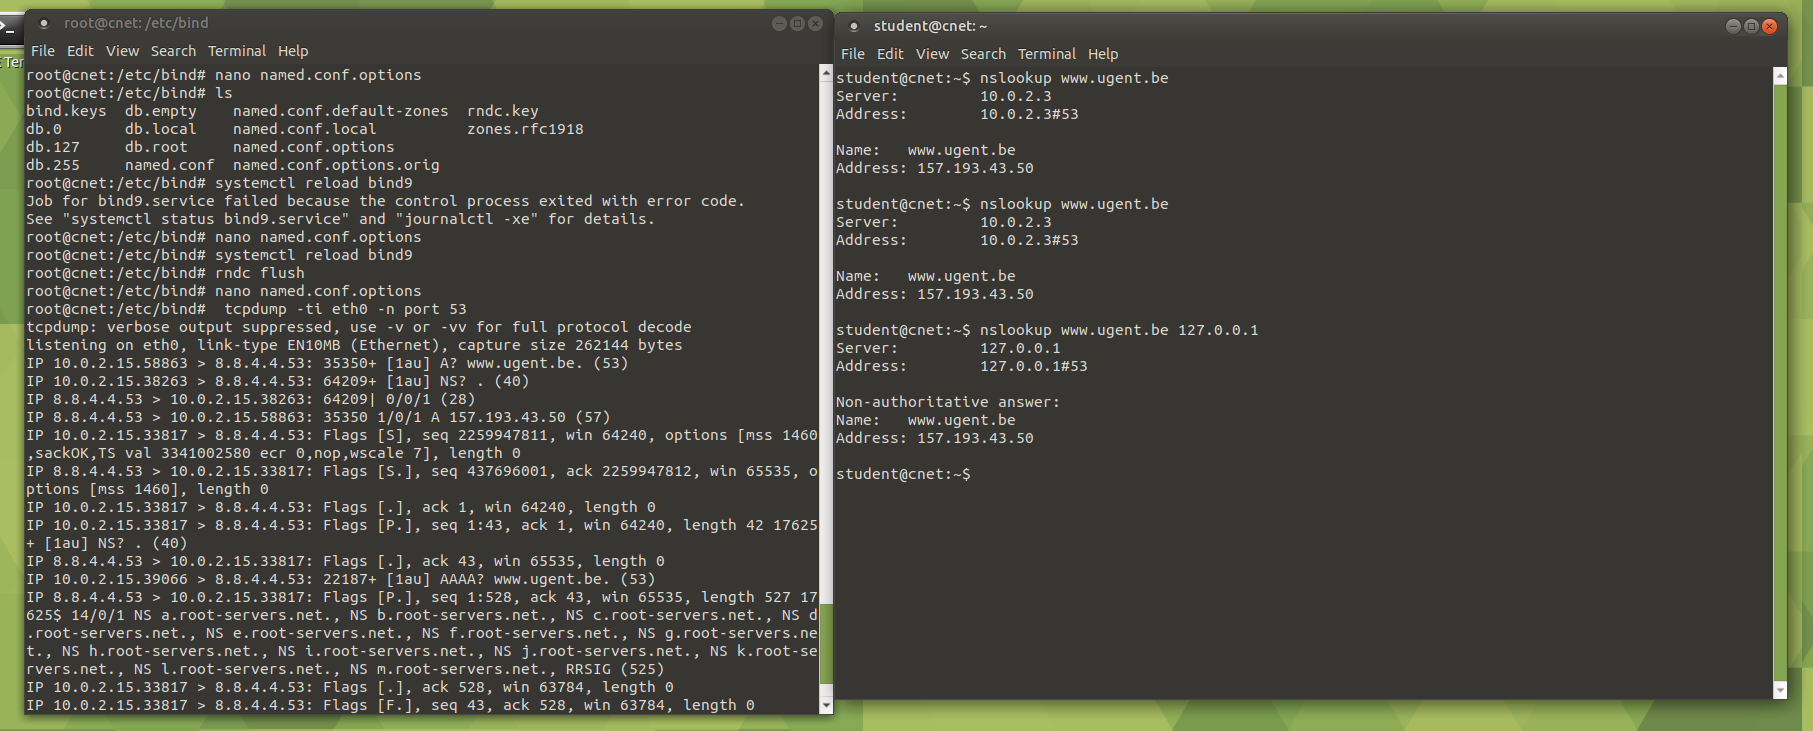 >_
Ter
root@cnet: /etc/bind
File Edit View Search Terminal Help
root@cnet:/etc/bind# nano named.conf.options
root@cnet:/etc/bind# ls
bind.keys  db.empty    named.conf.default-zones  rndc.key
db.0       db.local    named.conf.local          zones.rfc1918
db.127     db.root     named.conf.options
db.255     named.conf  named.conf.options.orig
root@cnet:/etc/bind# systemctl reload bind9
Job for bind9.service failed because the control process exited with error code.
See "systemctl status bind9.service" and "journalctl -xe" for details.
root@cnet:/etc/bind# nano named.conf.options
root@cnet:/etc/bind# systemctl reload bind9
root@cnet:/etc/bind# rndc flush
root@cnet:/etc/bind# nano named.conf.options
root@cnet:/etc/bind#  tcpdump -ti eth0 -n port 53
tcpdump: verbose output suppressed, use -v or -vv for full protocol decode
listening on eth0, link-type EN10MB (Ethernet), capture size 262144 bytes
IP 10.0.2.15.58863 > 8.8.4.4.53: 35350+ [1au] A? www.ugent.be. (53)
IP 10.0.2.15.38263 > 8.8.4.4.53: 64209+ [1au] NS? . (40)
IP 8.8.4.4.53 > 10.0.2.15.38263: 64209| 0/0/1 (28)
IP 8.8.4.4.53 > 10.0.2.15.58863: 35350 1/0/1 A 157.193.43.50 (57)
IP 10.0.2.15.33817 > 8.8.4.4.53: Flags [S], seq 2259947811, win 64240, options [mss 1460
,sackOK,TS val 3341002580 ecr 0,nop,wscale 7], length 0
IP 8.8.4.4.53 > 10.0.2.15.33817: Flags [S.], seq 437696001, ack 2259947812, win 65535, o
ptions [mss 1460], length 0
IP 10.0.2.15.33817 > 8.8.4.4.53: Flags [.], ack 1, win 64240, length 0
IP 10.0.2.15.33817 > 8.8.4.4.53: Flags [P.], seq 1:43, ack 1, win 64240, length 42 17625
+ [1au] NS? . (40)
IP 8.8.4.4.53 > 10.0.2.15.33817: Flags [.], ack 43, win 65535, length 0
IP 10.0.2.15.39066 > 8.8.4.4.53: 22187+ [1au] AAAA? www.ugent.be. (53)
IP 8.8.4.4.53 > 10.0.2.15.33817: Flags [P.], seq 1:528, ack 43, win 65535, length 527 17
625$ 14/0/1 NS a.root-servers.net., NS b.root-servers.net., NS c.root-servers.net., NS d
.root-servers.net., NS e.root-servers.net., NS f.root-servers.net., NS g.root-servers.ne
t., NS h.root-servers.net., NS i.root-servers.net., NS j.root-servers.net., NS k.root-se
rvers.net., NS l.root-servers.net., NS m.root-servers.net., RRSIG (525)
IP 10.0.2.15.33817 > 8.8.4.4.53: Flags [.], ack 528, win 63784, length 0
IP 10.0.2.15.33817 > 8.8.4.4.53: Flags [F.], seq 43, ack 528, win 63784, length 0
student@cnet: ~
File Edit View Search Terminal Help
student@cnet:~$ nslookup www.ugent.be
Server:         10.0.2.3
Address:        10.0.2.3#53
Name:   www.ugent.be
Address: 157.193.43.50
student@cnet:~$ nslookup www.ugent.be
Server:         10.0.2.3
Address:        10.0.2.3#53
Name:   www.ugent.be
Address: 157.193.43.50
student@cnet:~$ nslookup www.ugent.be 127.0.0.1
Server:         127.0.0.1
Address:        127.0.0.1#53
Non-authoritative answer:
Name:   www.ugent.be
Address: 157.193.43.50
student@cnet:~$